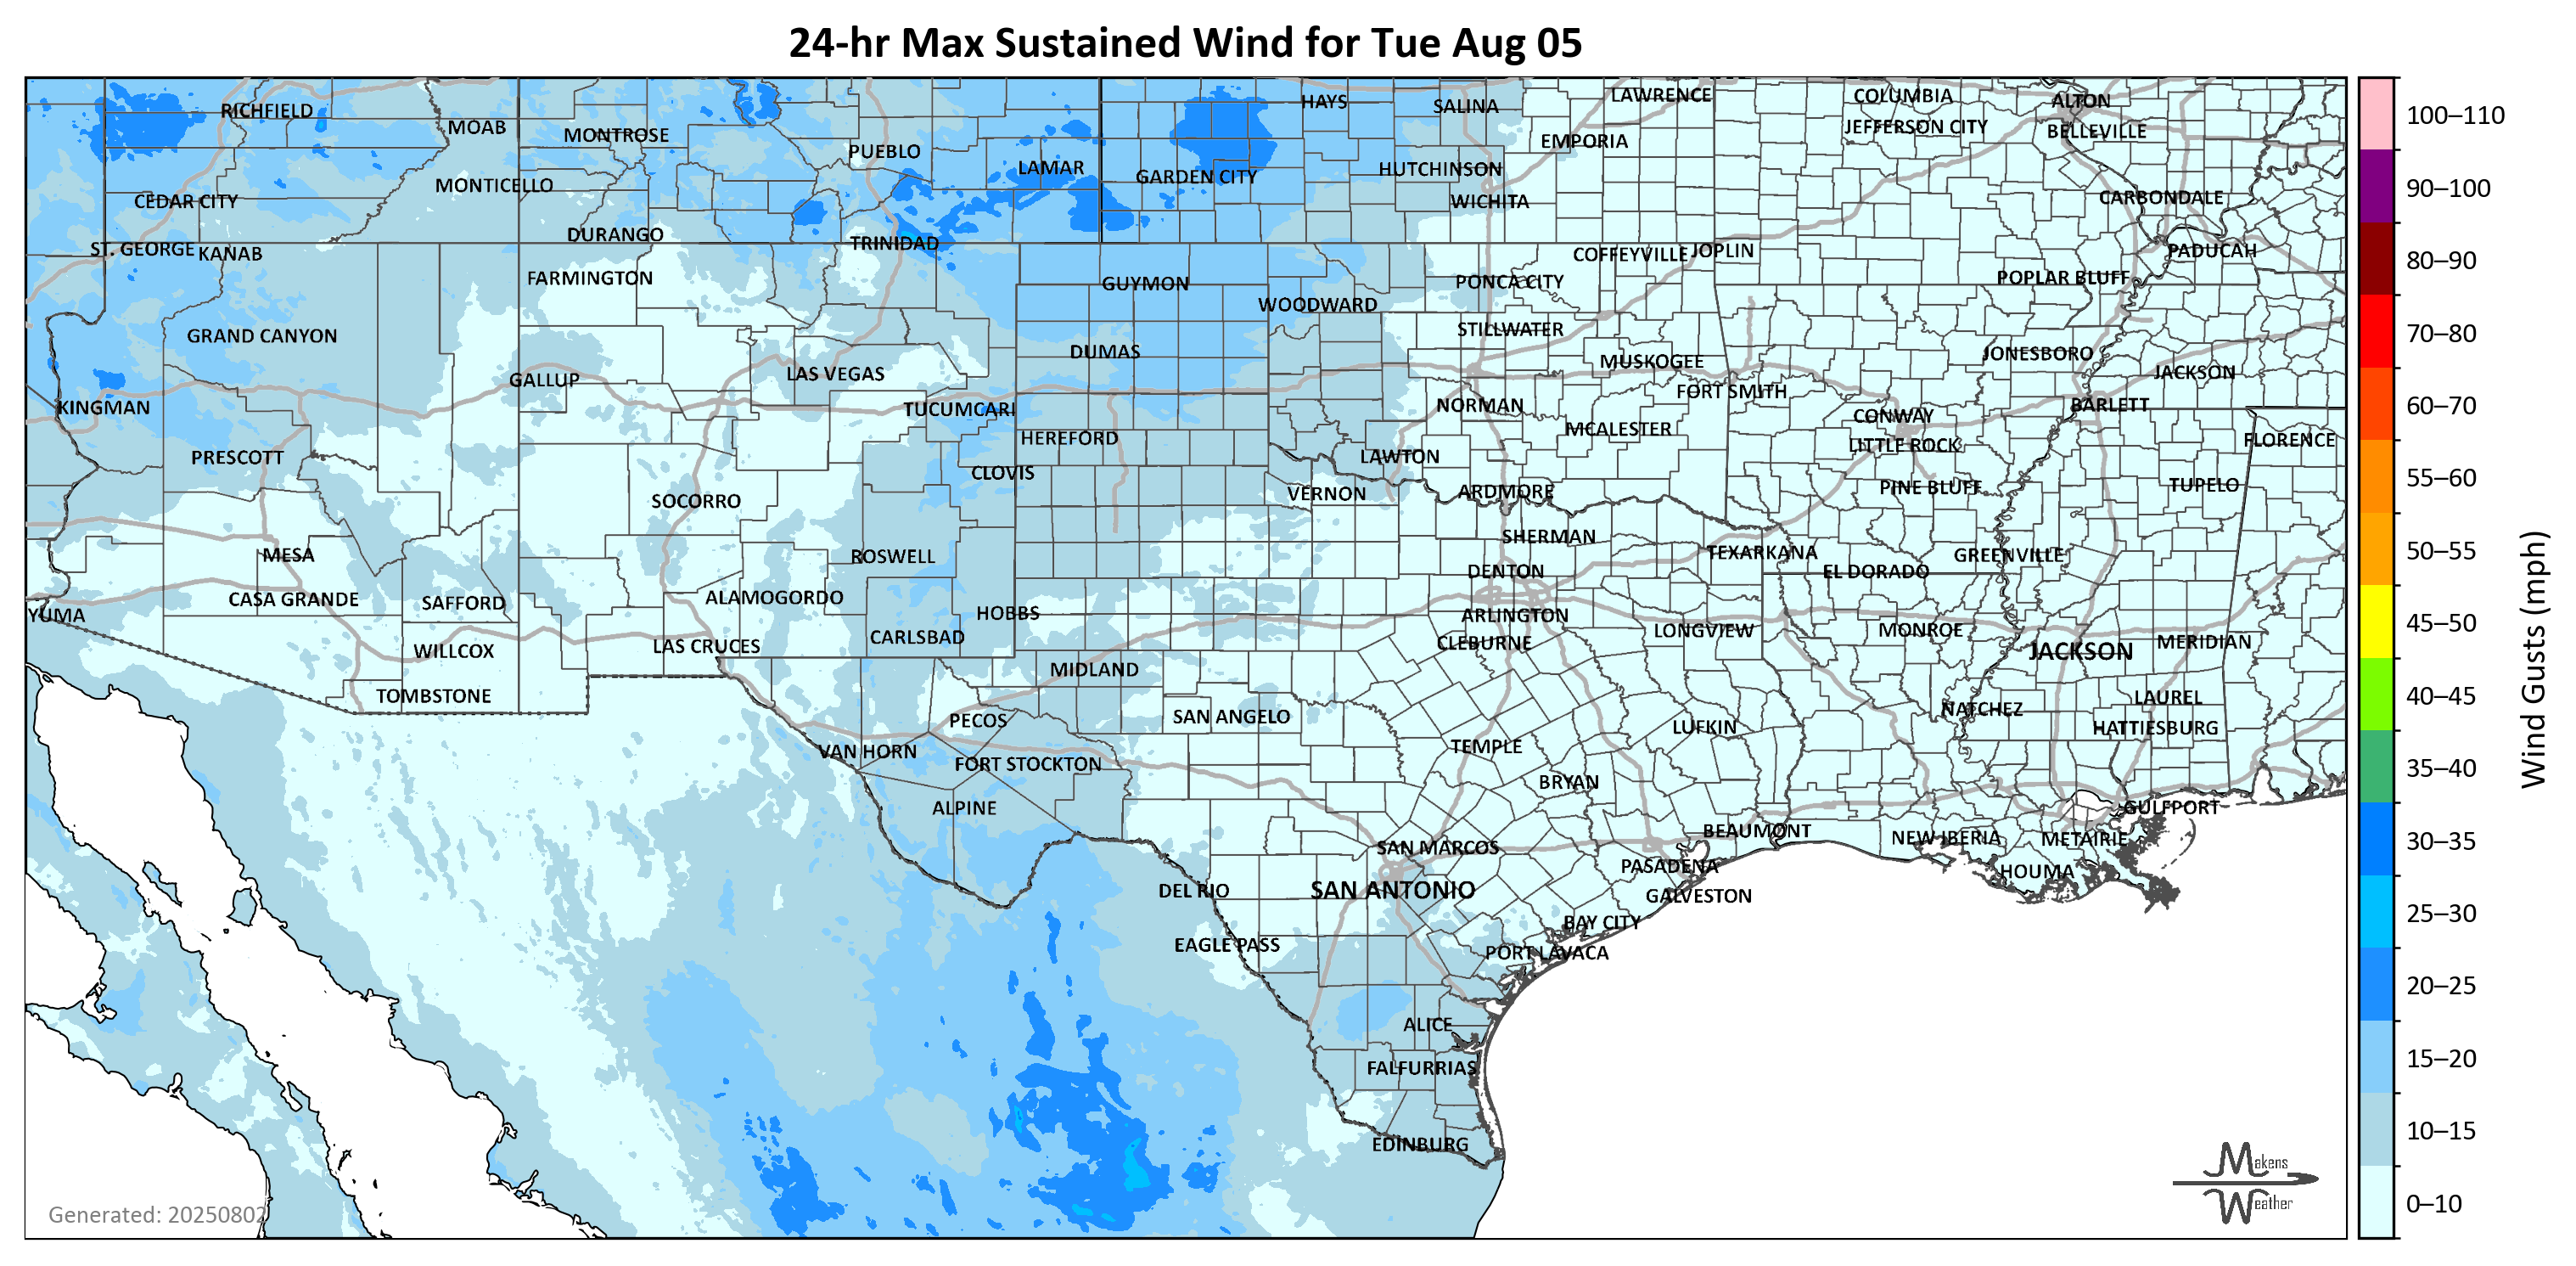 24-hr Max Sustained Wind for Tue Aug 05
RICHFIELD
MOAB
MONTROSE
PUEBLO
LAMAR
GARDEN CITY
HAYS
SALINA
LAWRENCE
COLUMBIA
ALTON
EMPORIA
JEFFERSON CITY
BELLEVILLE
HUTCHINSON
WICHITA
CEDAR CITY
MONTICELLO
CARBONDALE
ST. GEORGE
KANAB
DURANGO
TRINIDAD
COFFEYVILLE
JOPLIN
PADUCAH
FARMINGTON
GUYMON
WOODWARD
PONCA CITY
POPLAR BLUFF
GRAND CANYON
DUMAS
STILLWATER
MUSKOGEE
JONESBORO
GALLUP
LAS VEGAS
FORT SMITH
JACKSON
KINGMAN
TUCUMCARI
NORMAN
CONWAY
BARLETT
HEREFORD
MCALESTER
LITTLE ROCK
FLORENCE
PRESCOTT
CLOVIS
LAWTON
SOCORRO
VERNON
ARDMORE
PINE BLUFF
TUPELO
MESA
ROSWELL
SHERMAN
TEXARKANA
GREENVILLE
DENTON
EL DORADO
YUMA
CASA GRANDE
SAFFORD
ALAMOGORDO
HOBBS
ARLINGTON
WILLCOX
LAS CRUCES
CARLSBAD
CLEBURNE
LONGVIEW
MONROE
JACKSON
MERIDIAN
TOMBSTONE
MIDLAND
PECOS
SAN ANGELO
LUFKIN
NATCHEZ
LAUREL
HATTIESBURG
VAN HORN
FORT STOCKTON
TEMPLE
BRYAN
ALPINE
GULFPORT
SAN MARCOS
BEAUMONT
NEW IBERIA
METAIRIE
DEL RIO
SAN ANTONIO
PASADENA
GALVESTON
HOUMA
EAGLE PASS
BAY CITY
PORT LAVACA
ALICE
FALFURRIAS
EDINBURG
Generated: 20250802
Makens
Weather
100–110
90–100
80–90
70–80
60–70
55–60
50–55
45–50
40–45
35–40
30–35
25–30
20–25
15–20
10–15
0–10
Wind Gusts (mph)